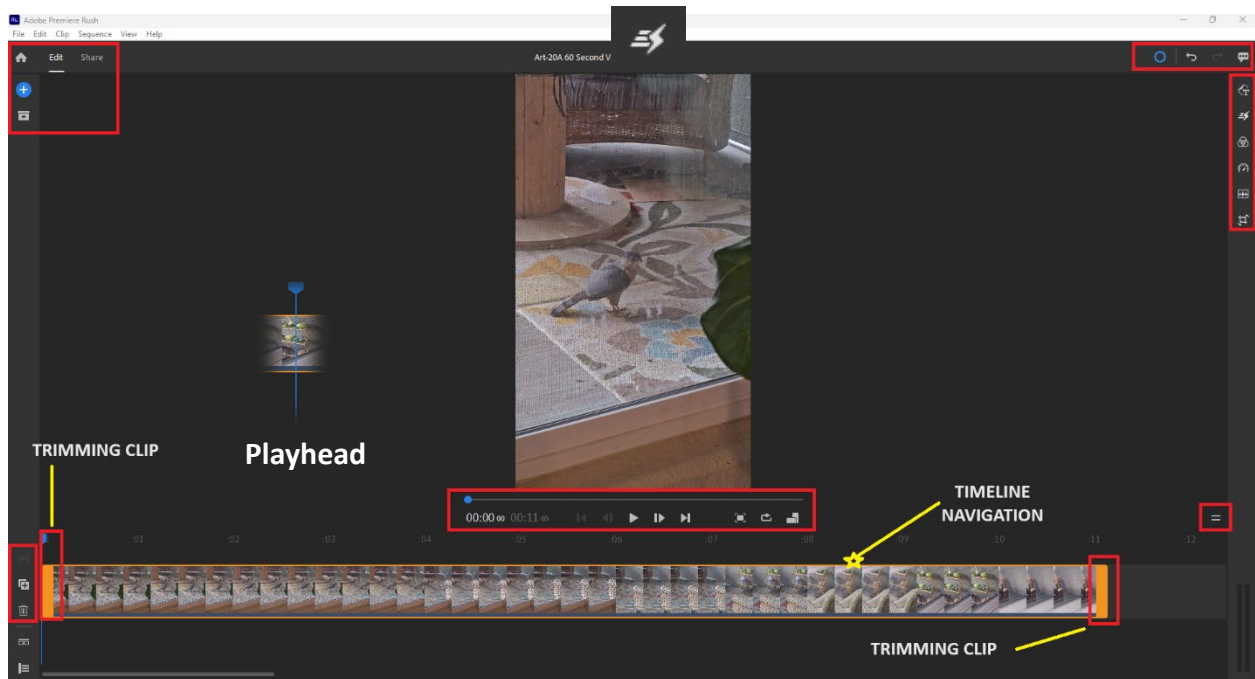 Ru Adobe Premiere Rush
File Edit Clip Sequence View Help
Edit Share
Art-20A 60 Second V
TRIMMING CLIP
Playhead
TIMELINE
NAVIGATION
00:00 00 00:11 05
:01 :02 :03 :04 :05 :06 :07 :08 :09 :10 :11 :12
TRIMMING CLIP